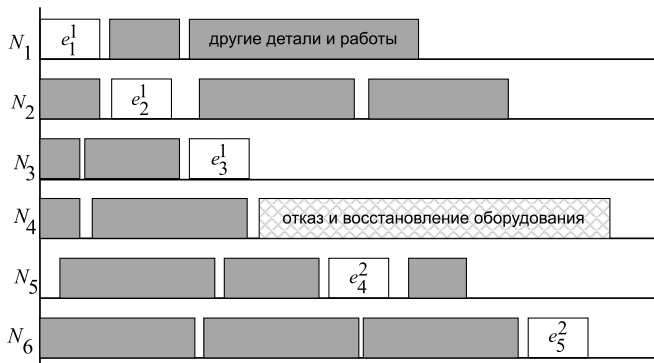 N₁ e₁¹ другие детали и работы
N₂ e₂¹
N₃ e₃¹
N₄ отказ и восстановление оборудования
N₅ e₄²
N₆ e₅²